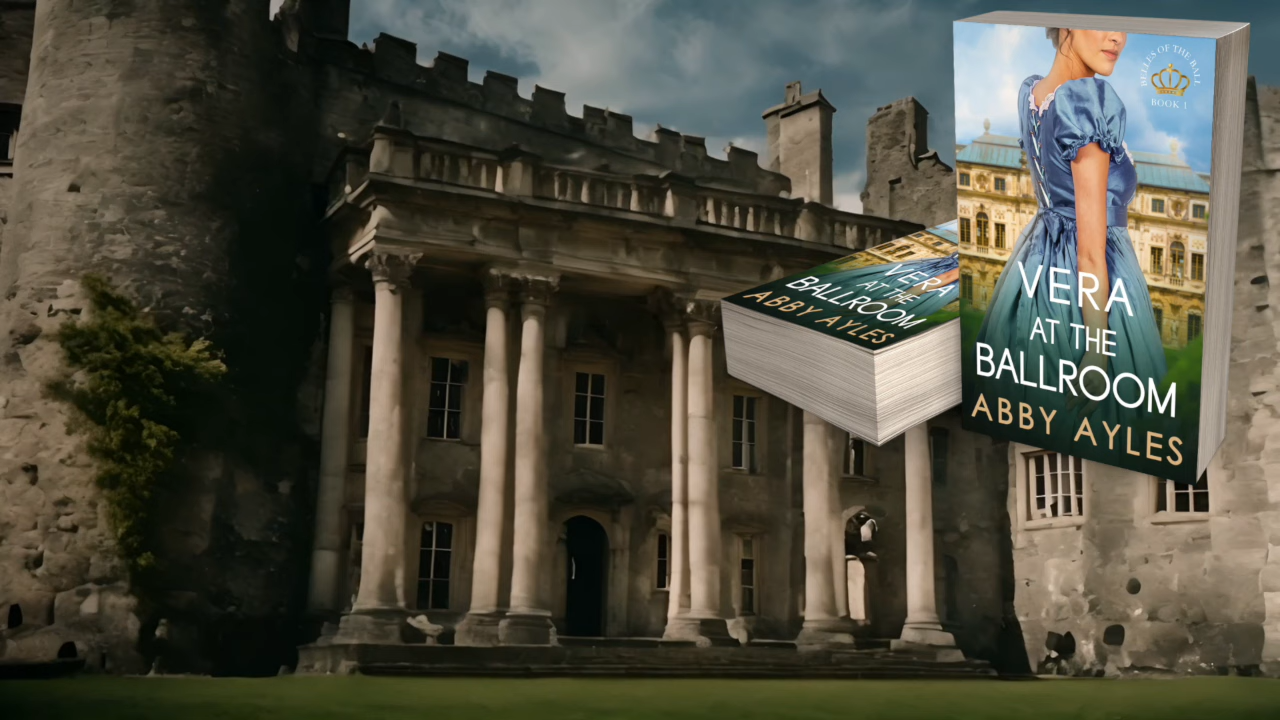 BELLES OF THE BALL
BOOK 1
VERA
AT THE
BALLROOM
ABBY AYLES
VERA
AT THE
BALLROOM
ABBY AYLES